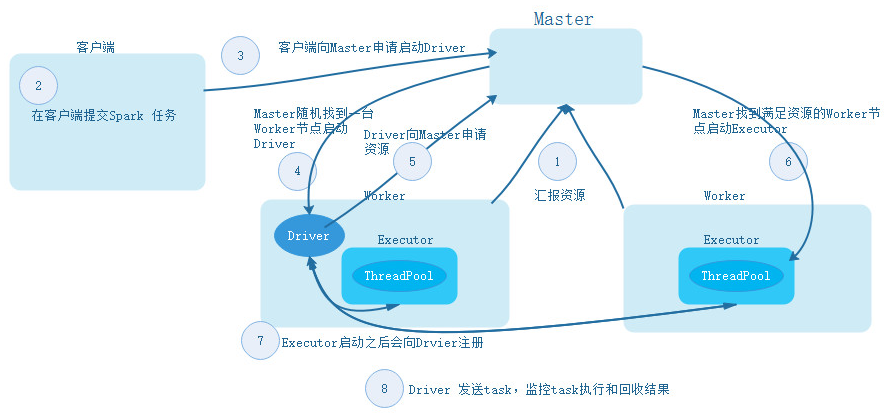 Master
客户端
3
客户端向Master申请启动Driver
2
在客户端提交Spark 任务
Master随机找到一台
Worker节点启动
Driver
Driver向Master申请
资源
Master找到满足资源的Worker节
点启动Executor
4
5
1
6
汇报资源
Worker
Worker
Driver
Executor
Executor
ThreadPool
ThreadPool
7
Executor启动之后会向Drvier注册
8
Driver 发送task，监控task执行和回收结果